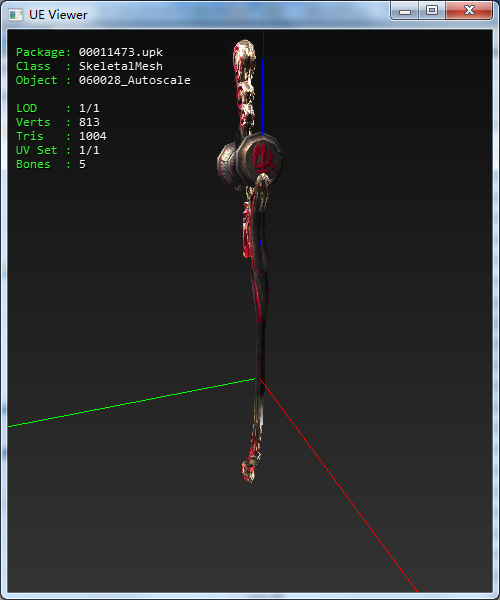 UE Viewer
Package: 00011473.upk
Class : SkeletalMesh
Object : 060028_Autoscale
LOD : 1/1
Verts : 813
Tris : 1004
UV Set : 1/1
Bones : 5